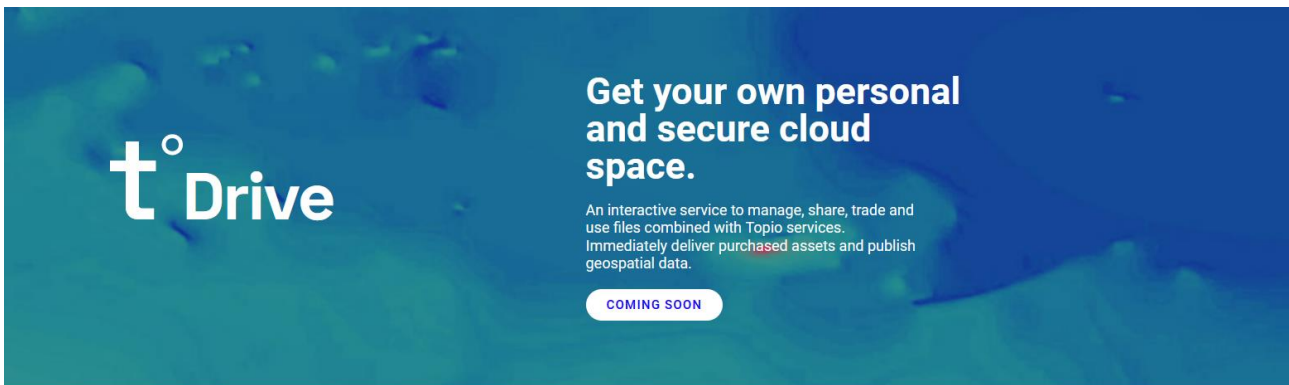 t° Drive
Get your own personal
and secure cloud
space.
An interactive service to manage, share, trade and
use files combined with Topio services.
Immediately deliver purchased assets and publish
geospatial data.
COMING SOON